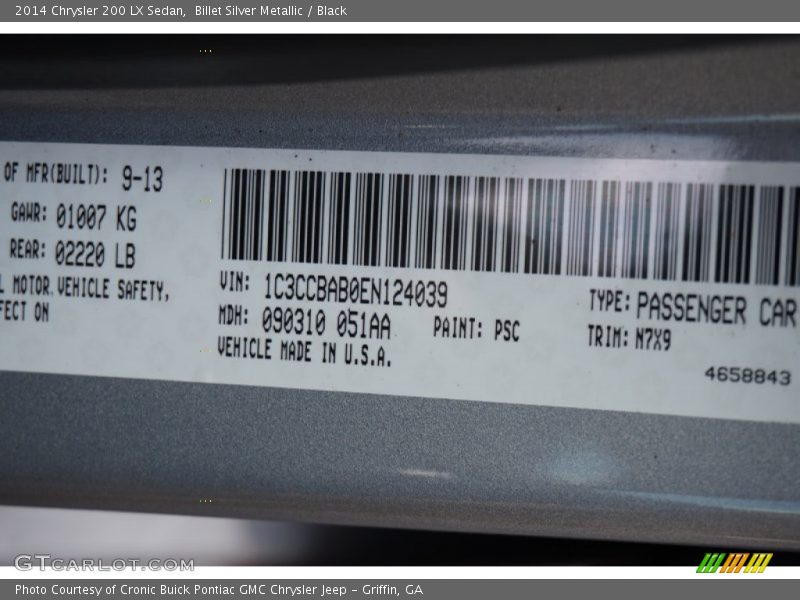 2014 Chrysler 200 LX Sedan, Billet Silver Metallic / Black
OF MFR(BUILT): 9-13
GAWR: 01007 KG
REAR: 02220 LB
L MOTOR VEHICLE SAFETY,
FECT ON
VIN: 1C3CCBAB0EN124039
MDH: 090310 051AA PAINT: PSC
VEHICLE MADE IN U.S.A.
TYPE: PASSENGER CAR
TRIM: N7X9
4658843
GTCARLOT.COM
Photo Courtesy of Cronic Buick Pontiac GMC Chrysler Jeep - Griffin, GA